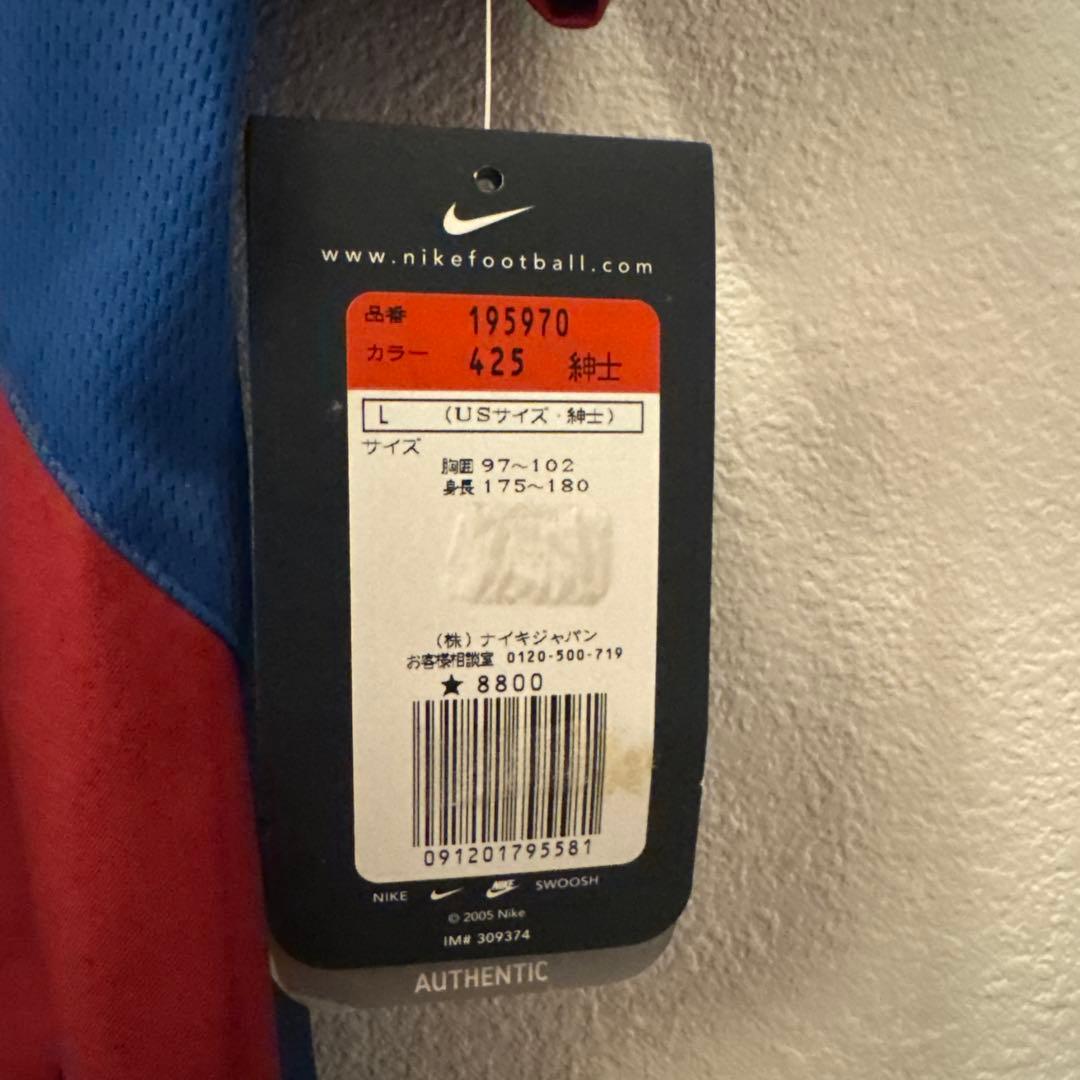 www.nikefootball.com
品番 195970
カラー 425 紳士
L (USサイズ・紳士)
サイズ
胸囲 97～102
身長 175～180
(株)ナイキジャパン
お客様相談室 0120-500-719
★ 8800
091201795581
NIKE NIKE SWOOSH
© 2005 Nike
IM# 309374
AUTHENTIC